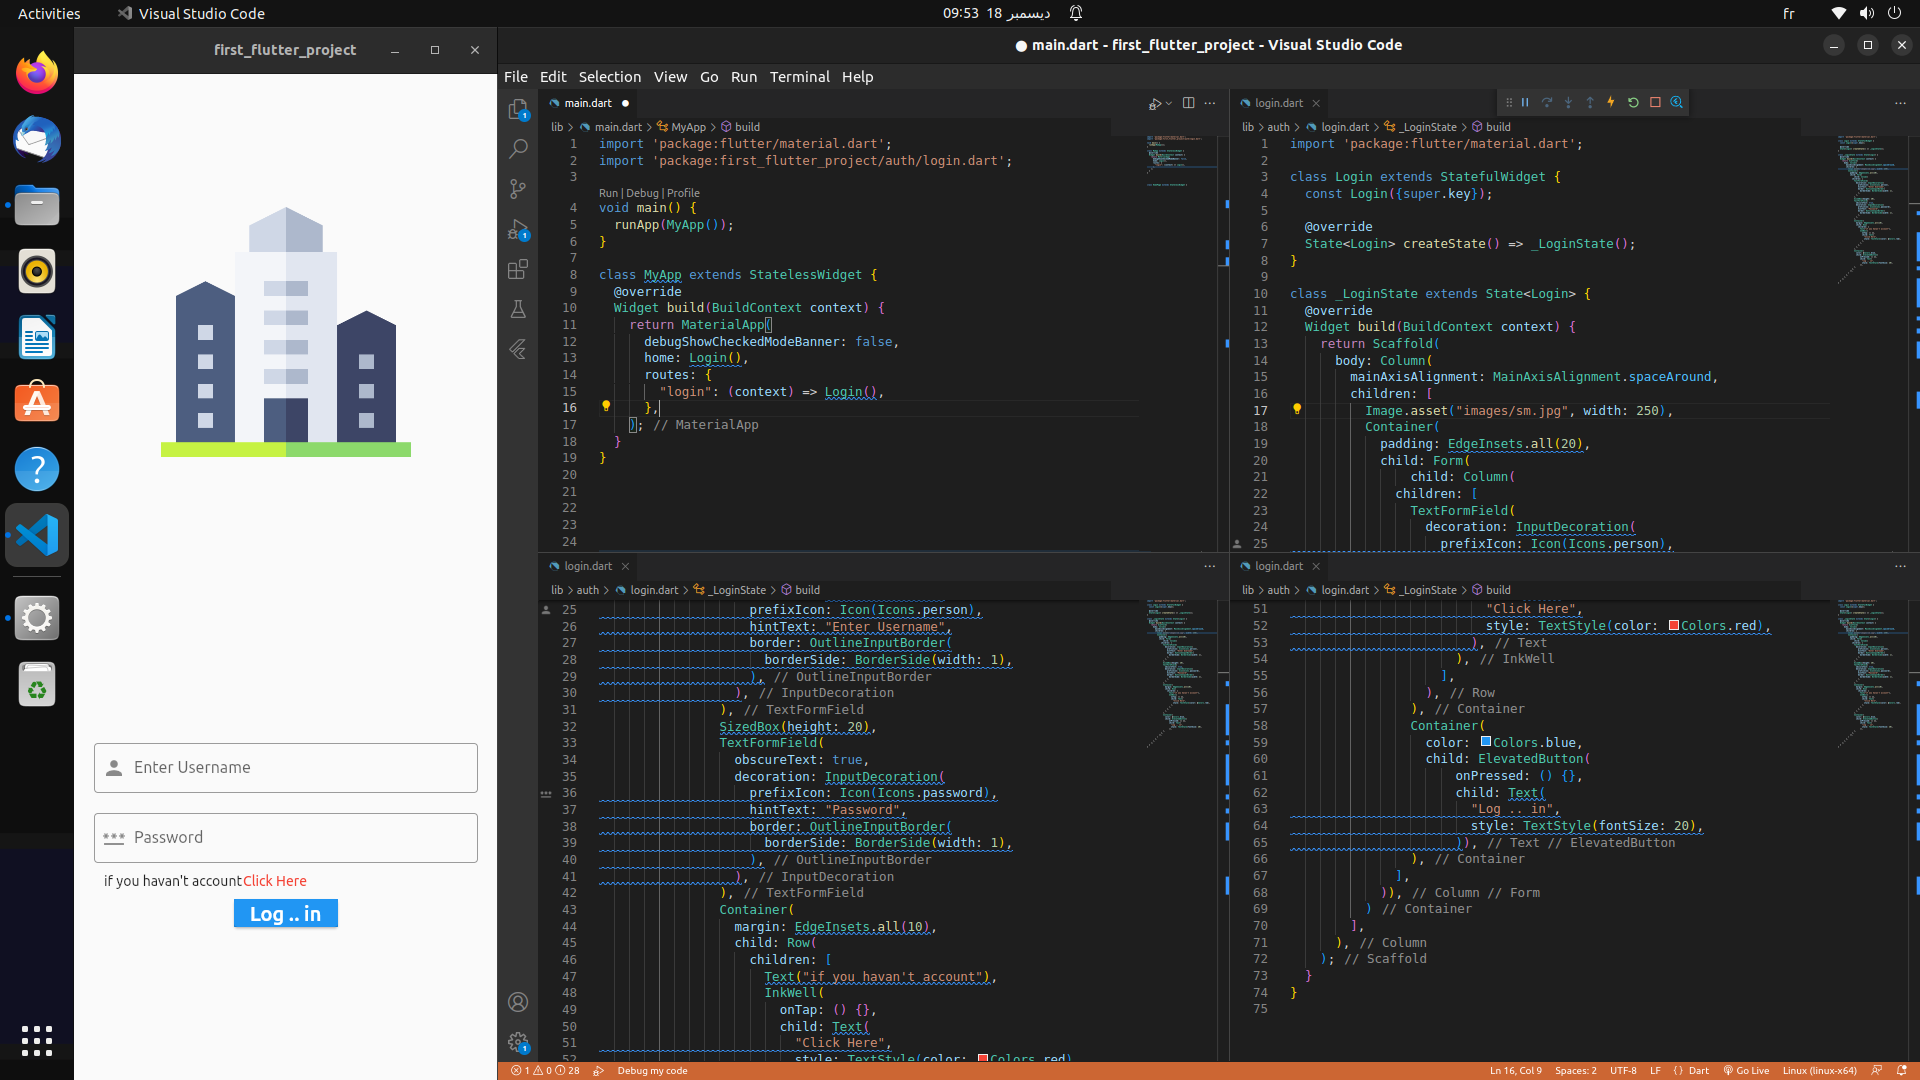 Activities
Visual Studio Code
09:53 18 ديسمبر
fr
first_flutter_project
Enter Username
Password
if you havan't accountClick Here
Log .. in
● main.dart - first_flutter_project - Visual Studio Code
File Edit Selection View Go Run Terminal Help
main.dart
lib > main.dart > MyApp > build
1 import 'package:flutter/material.dart';
2 import 'package:first_flutter_project/auth/login.dart';
3
Run | Debug | Profile
4 void main() {
5 runApp(MyApp());
6 }
7
8 class MyApp extends StatelessWidget {
9 @override
10 Widget build(BuildContext context) {
11 return MaterialApp(
12 debugShowCheckedModeBanner: false,
13 home: Login(),
14 routes: {
15 "login": (context) => Login(),
16 },
17 ); // MaterialApp
18 }
19 }
20
21
22
23
24
login.dart
lib > auth > login.dart > _LoginState > build
1 import 'package:flutter/material.dart';
2
3 class Login extends StatefulWidget {
4 const Login({super.key});
5
6 @override
7 State<Login> createState() => _LoginState();
8 }
9
10 class _LoginState extends State<Login> {
11 @override
12 Widget build(BuildContext context) {
13 return Scaffold(
14 body: Column(
15 mainAxisAlignment: MainAxisAlignment.spaceAround,
16 children: [
17 Image.asset("images/sm.jpg", width: 250),
18 Container(
19 padding: EdgeInsets.all(20),
20 child: Form(
21 child: Column(
22 children: [
23 TextFormField(
24 decoration: InputDecoration(
25 prefixIcon: Icon(Icons.person),
login.dart
lib > auth > login.dart > _LoginState > build
25 prefixIcon: Icon(Icons.person),
26 hintText: "Enter Username",
27 border: OutlineInputBorder(
28 borderSide: BorderSide(width: 1),
29 ), // OutlineInputBorder
30 ), // InputDecoration
31 ), // TextFormField
32 SizedBox(height: 20),
33 TextFormField(
34 obscureText: true,
35 decoration: InputDecoration(
36 prefixIcon: Icon(Icons.password),
37 hintText: "Password",
38 border: OutlineInputBorder(
39 borderSide: BorderSide(width: 1),
40 ), // OutlineInputBorder
41 ), // InputDecoration
42 ), // TextFormField
43 Container(
44 margin: EdgeInsets.all(10),
45 child: Row(
46 children: [
47 Text("if you havan't account"),
48 InkWell(
49 onTap: () {},
50 child: Text(
51 "Click Here",
52 style: TextStyle(color: Colors.red),
login.dart
lib > auth > login.dart > _LoginState > build
51 "Click Here",
52 style: TextStyle(color: Colors.red),
53 ), // Text
54 ), // InkWell
55 ],
56 ), // Row
57 ), // Container
58 Container(
59 color: Colors.blue,
60 child: ElevatedButton(
61 onPressed: () {},
62 child: Text(
63 "Log .. in",
64 style: TextStyle(fontSize: 20),
65 )), // Text // ElevatedButton
66 ), // Container
67 ],
68 )), // Column // Form
69 ) // Container
70 ],
71 ), // Column
72 ); // Scaffold
73 }
74 }
75
1 0 28
Debug my code
Ln 16, Col 9 Spaces: 2 UTF-8 LF { } Dart Go Live Linux (linux-x64)